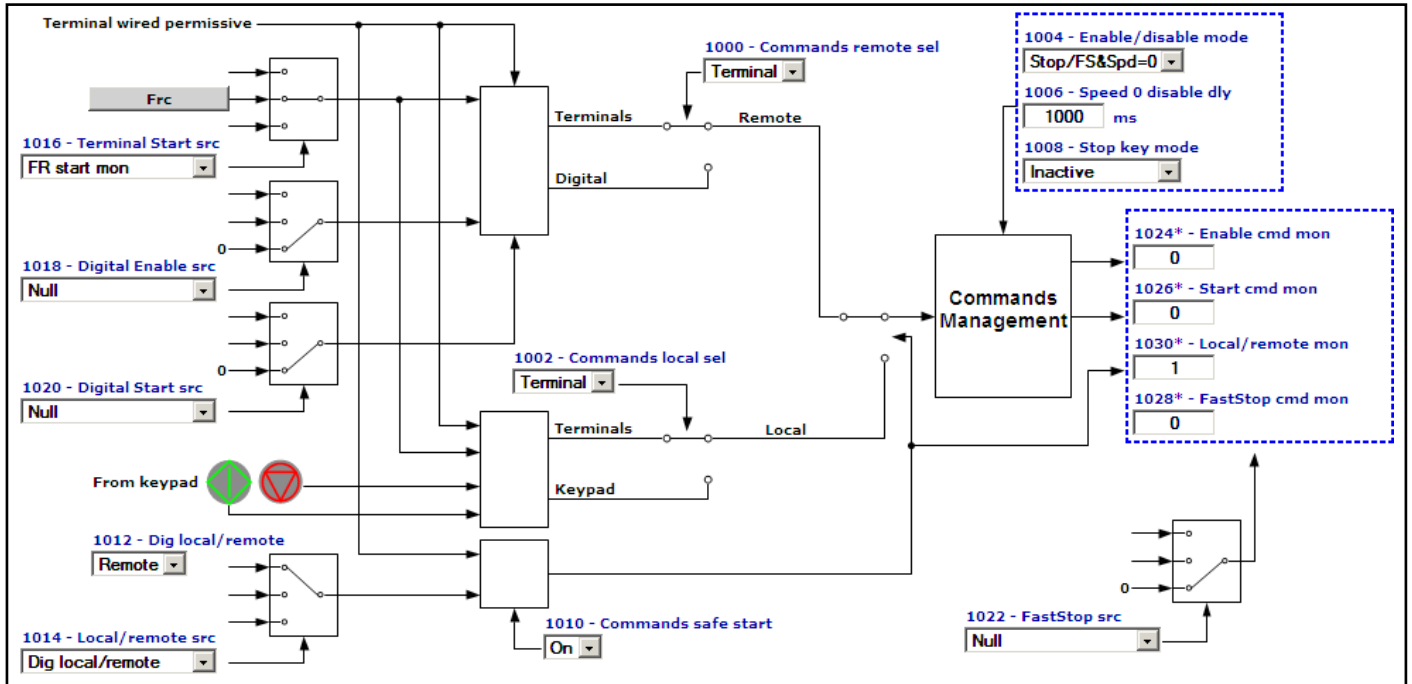 Terminal wired permissive
Frc
1016 - Terminal Start src
FR start mon
0
1018 - Digital Enable src
Null
0
1020 - Digital Start src
Null
From keypad
1012 - Dig local/remote
Remote
1014 - Local/remote src
Dig local/remote
1000 - Commands remote sel
Terminal
Terminals
Remote
Digital
1002 - Commands local sel
Terminal
Terminals
Local
Keypad
1010 - Commands safe start
On
1004 - Enable/disable mode
Stop/FS&Spd=0
1006 - Speed 0 disable dly
1000 ms
1008 - Stop key mode
Inactive
Commands
Management
1024* - Enable cmd mon
0
1026* - Start cmd mon
0
1030* - Local/remote mon
1
1028* - FastStop cmd mon
0
0
1022 - FastStop src
Null